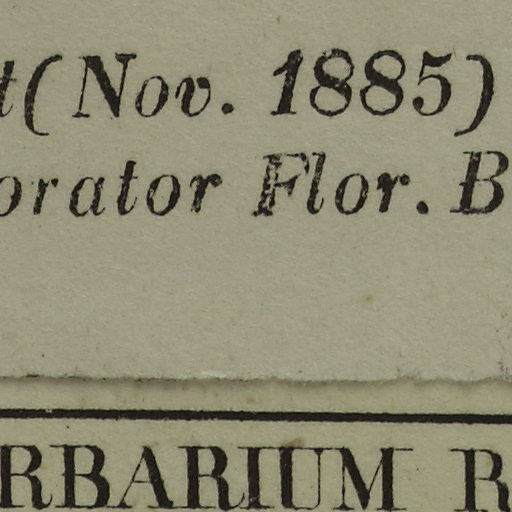 t (Nov. 1885)
orator Flor. B
RBARIUM R